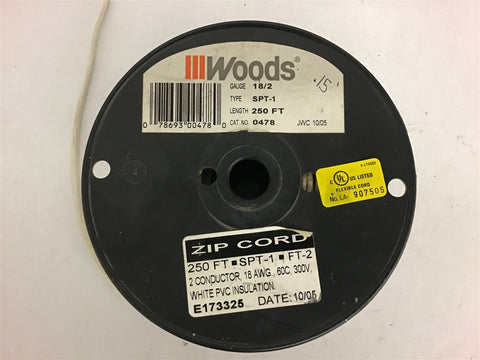 Woods®
GAUGE 18/2
TYPE SPT-1
LENGTH 250 FT
CAT. NO. 0478 JWC 10/05
0 78693 00478 0
15
C UL US LISTED
FLEXIBLE CORD
No. LA- 907505
ZIP CORD
250 FT ■ SPT-1 ■ FT-2
2 CONDUCTOR, 18 AWG., 60C, 300V,
WHITE PVC INSULATION.
E173325 DATE: 10/05